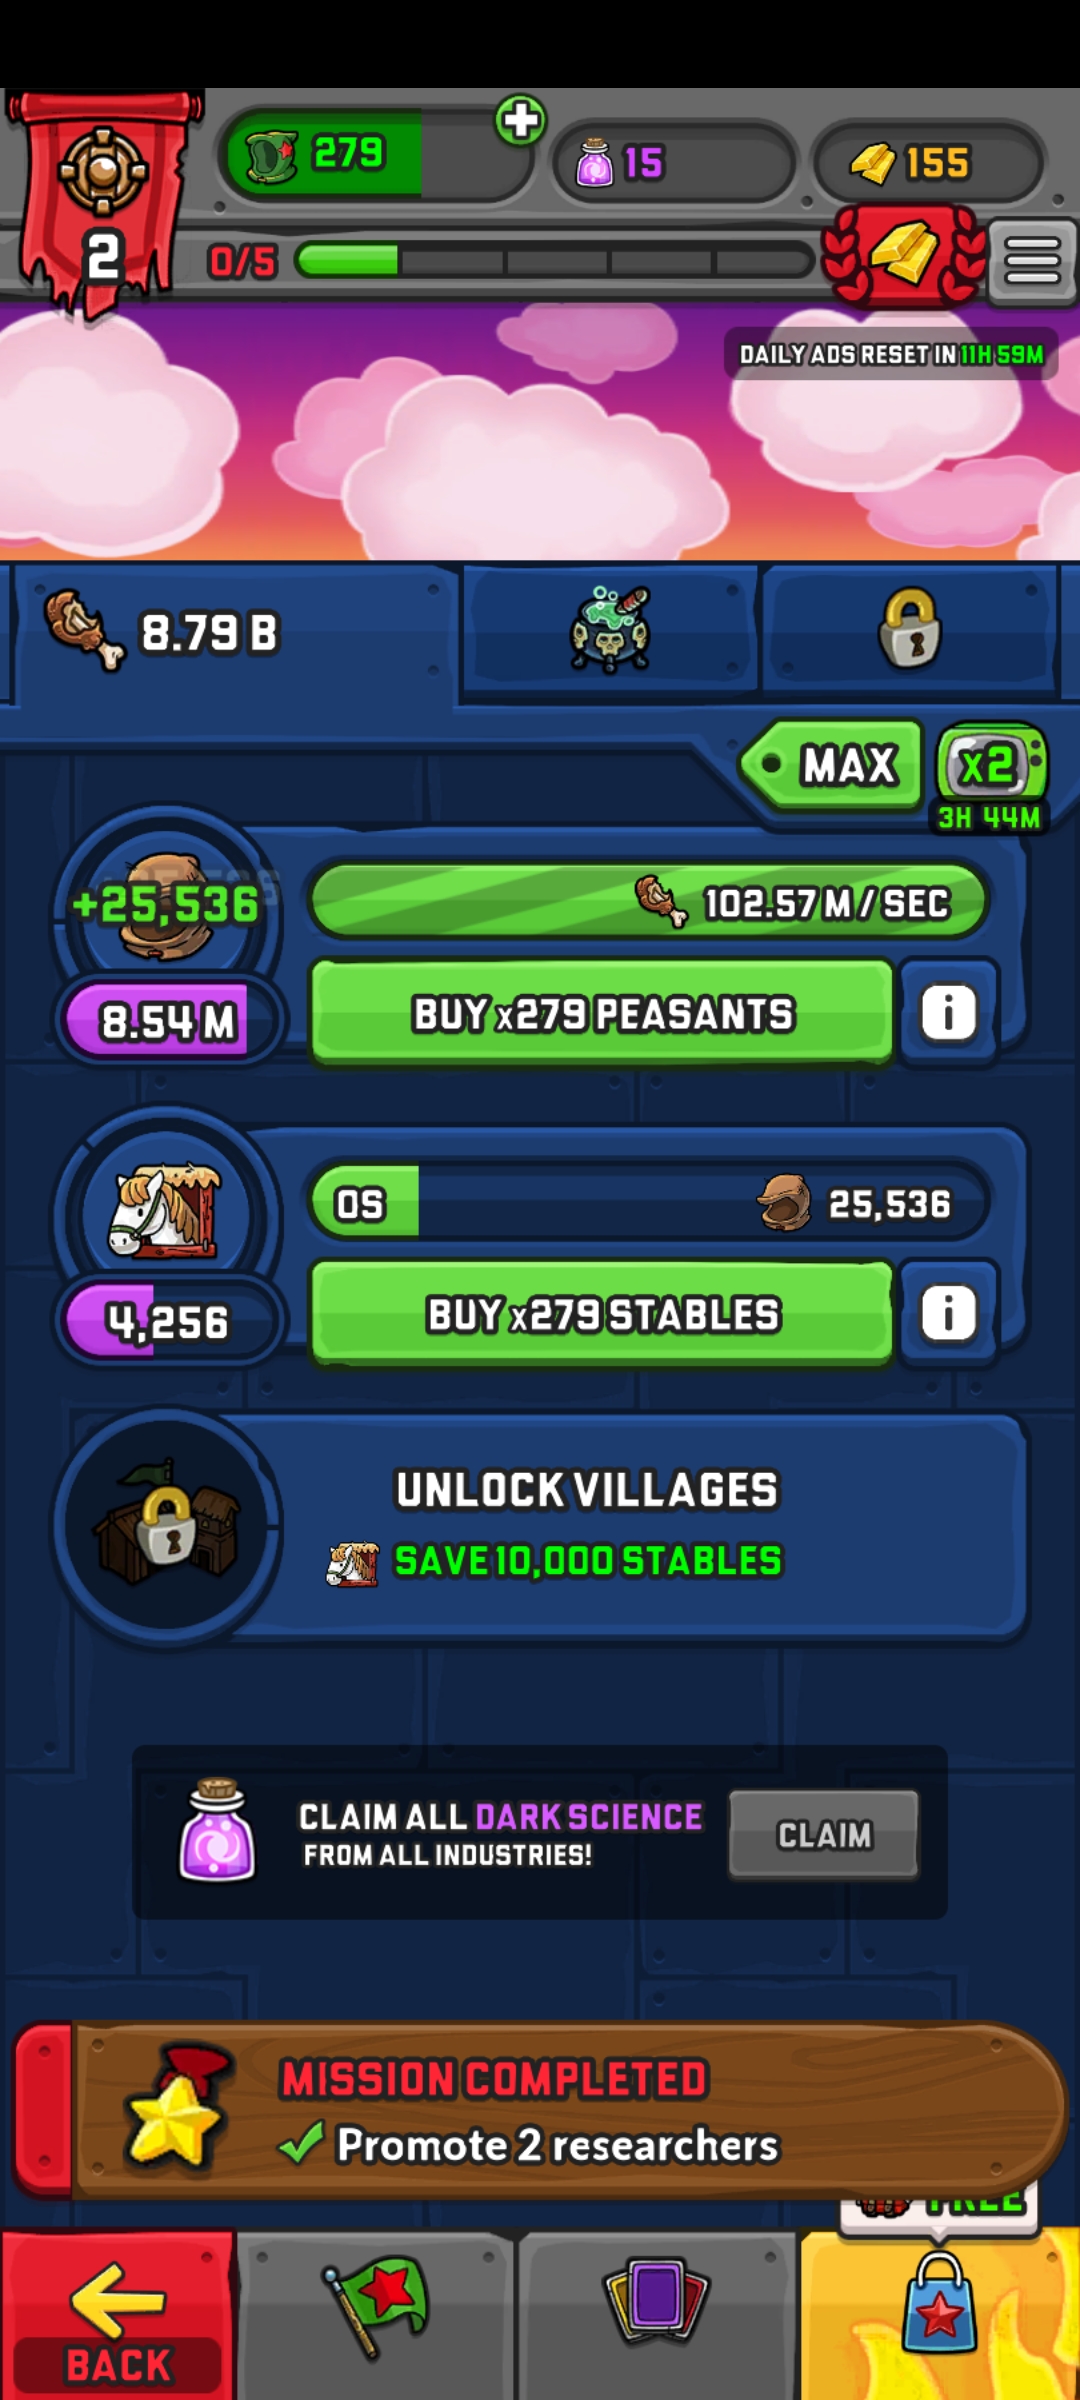 279
15
155
2
0/5
DAILY ADS RESET IN 11H 59M
8.79 B
MAX
x2
3H 44M
+25,536
102.57 M / SEC
8.54 M
BUY x279 PEASANTS
0S
25,536
4,256
BUY x279 STABLES
UNLOCK VILLAGES
SAVE 10,000 STABLES
CLAIM ALL DARK SCIENCE
FROM ALL INDUSTRIES!
CLAIM
MISSION COMPLETED
Promote 2 researchers
FREE
BACK